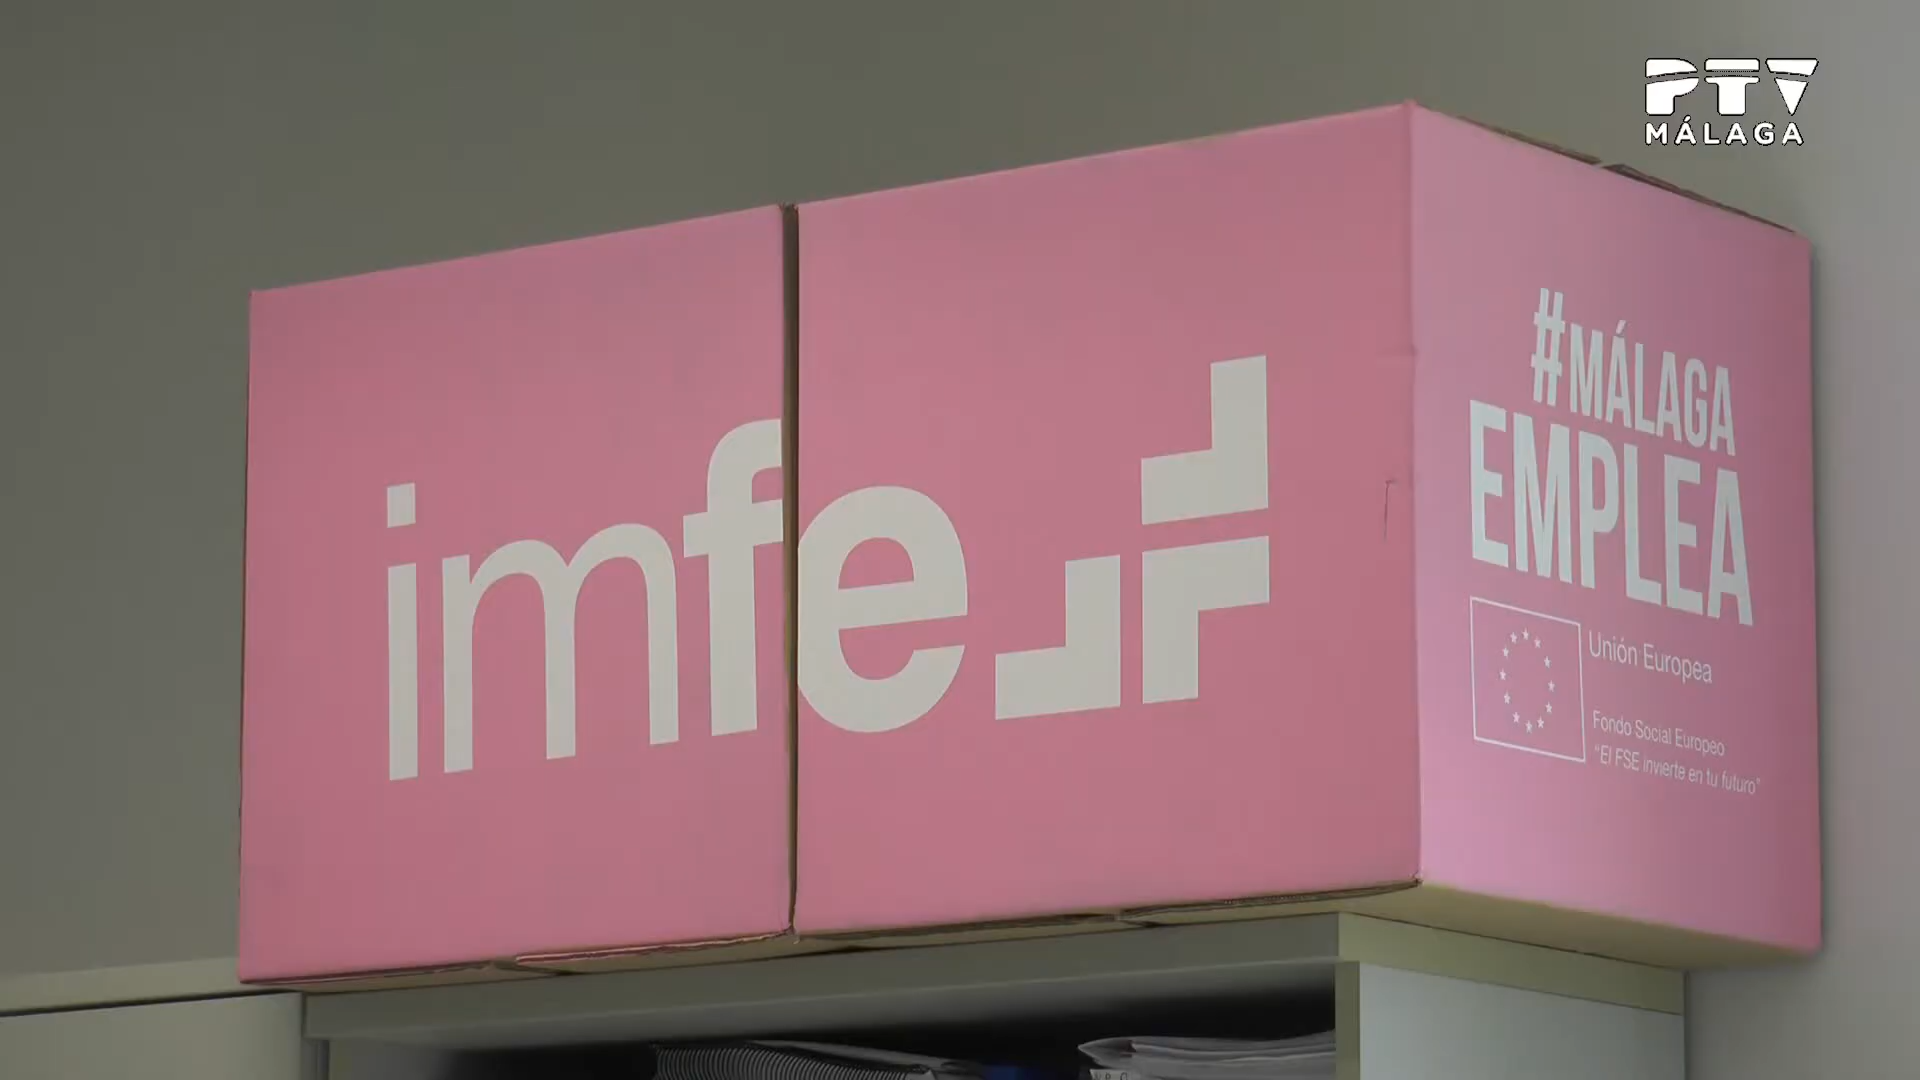 PTV
MÁLAGA
imfe
#MÁLAGA
EMPLEA
Unión Europea
Fondo Social Europeo
"El FSE invierte en tu futuro"